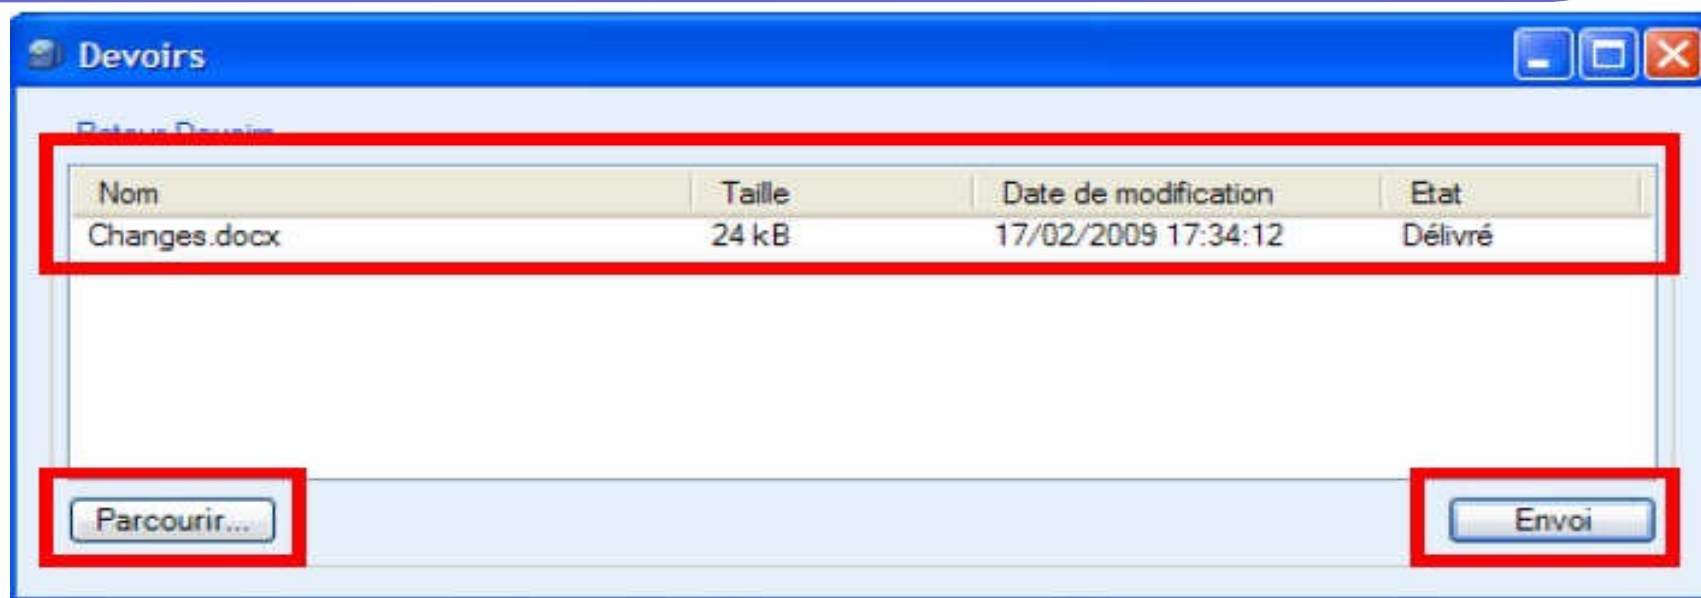 Devoirs
Nom Taille Date de modification Etat
Changes.docx 24 kB 17/02/2009 17:34:12 Délivré
Parcourir... Envoi